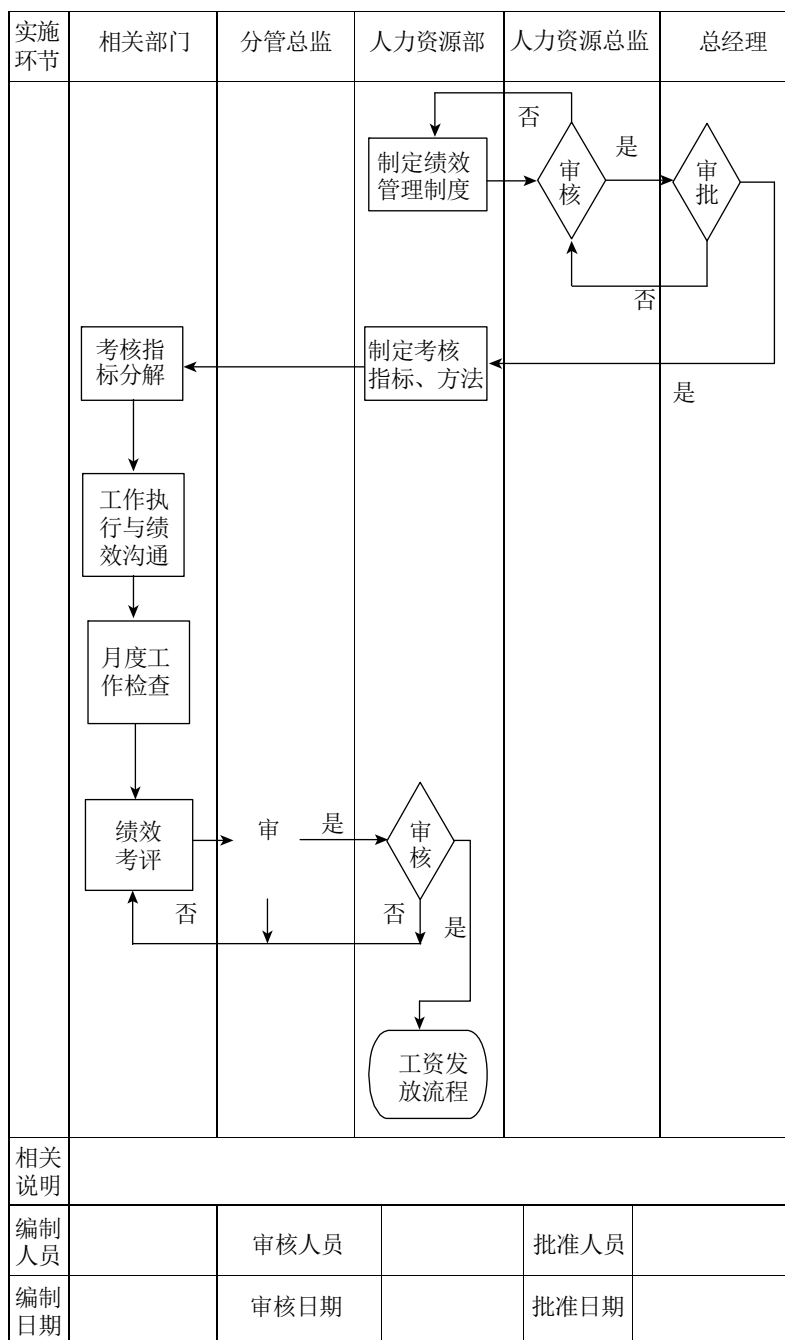 实施
环节
相关部门
分管总监
人力资源部
人力资源总监
总经理
否
是
制定绩效
管理制度
审
核
审
批
否
考核指
标分解
制定考核
指标、方法
是
工作执
行与绩
效沟通
月度工
作检查
绩效
考评
审
是
审
核
否
否
是
工资发
放流程
相关
说明
编制
人员
审核人员
批准人员
编制
日期
审核日期
批准日期